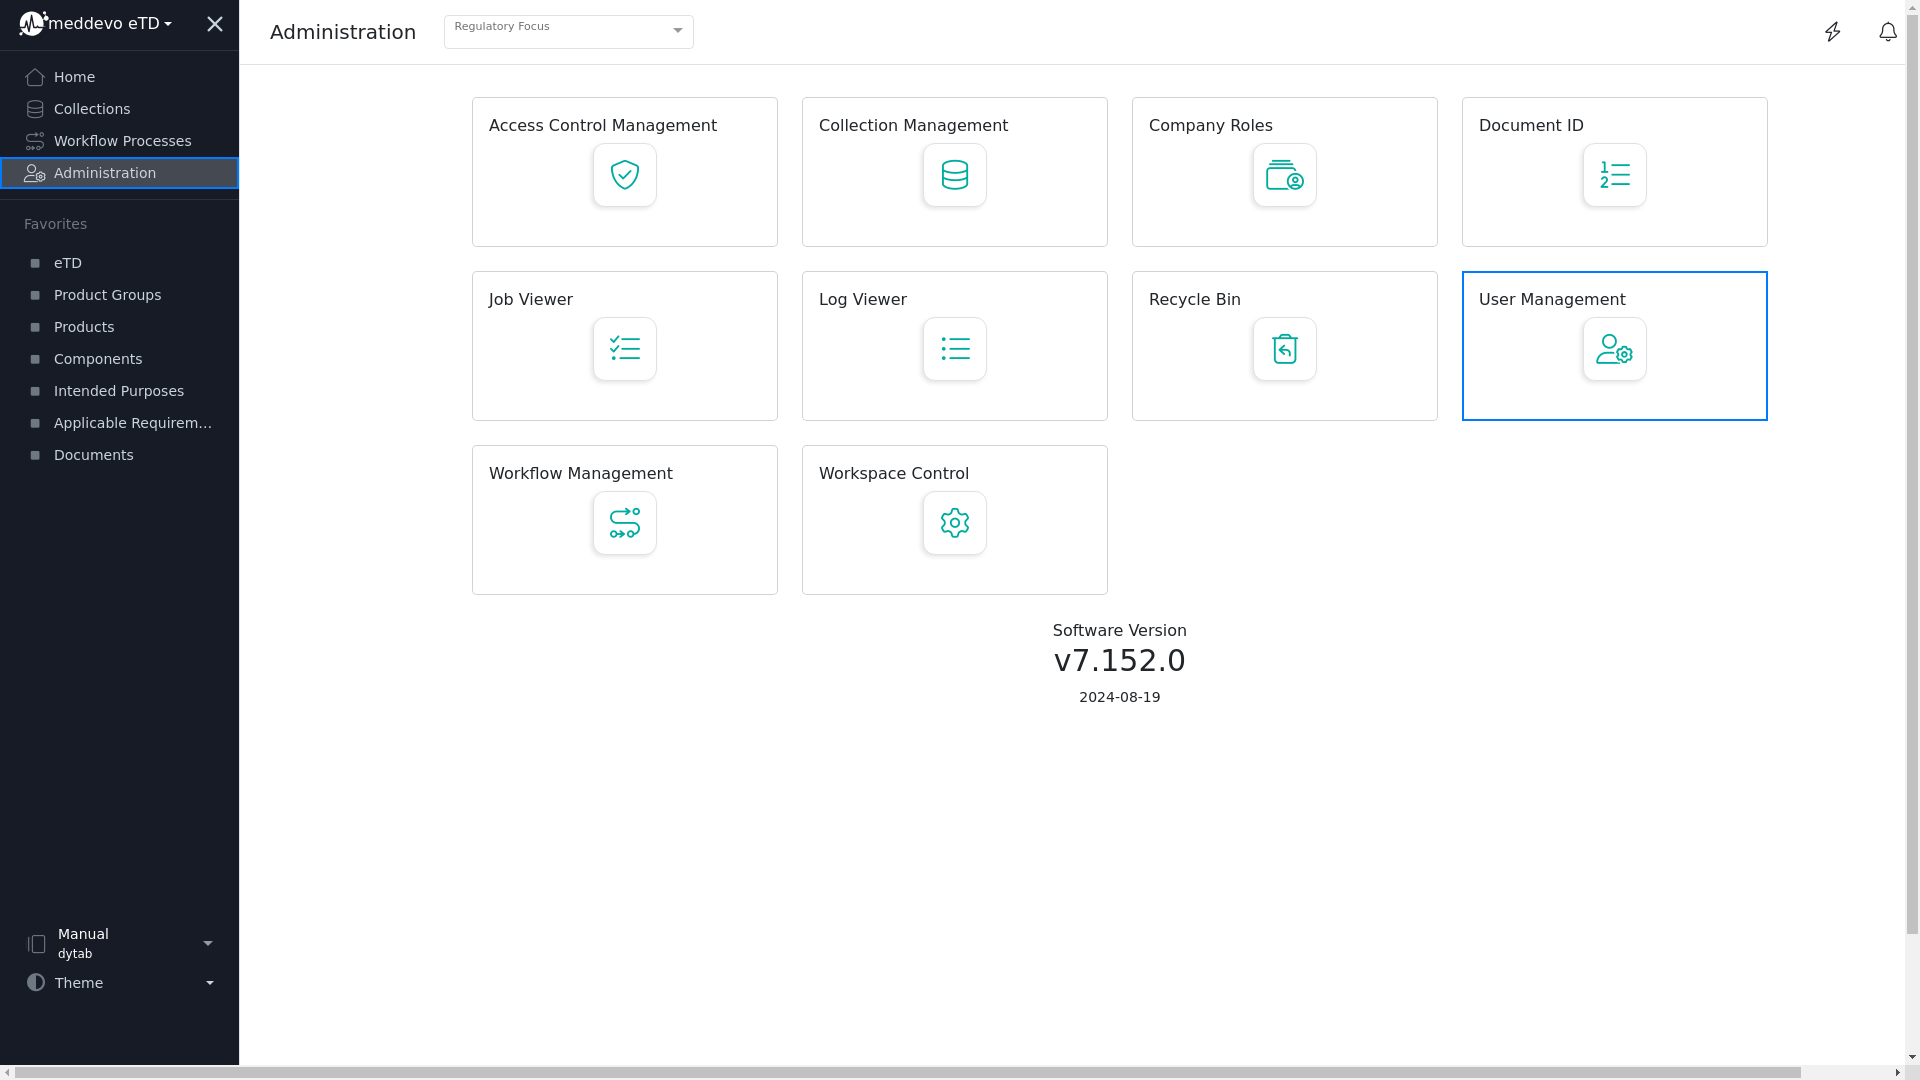 meddevo eTD
Home
Collections
Workflow Processes
Administration
Favorites
eTD
Product Groups
Products
Components
Intended Purposes
Applicable Requirem...
Documents
Manual
dytab
Theme
Administration
Regulatory Focus
Access Control Management
Collection Management
Company Roles
Document ID
1
2
Job Viewer
Log Viewer
Recycle Bin
User Management
Workflow Management
Workspace Control
Software Version
v7.152.0
2024-08-19